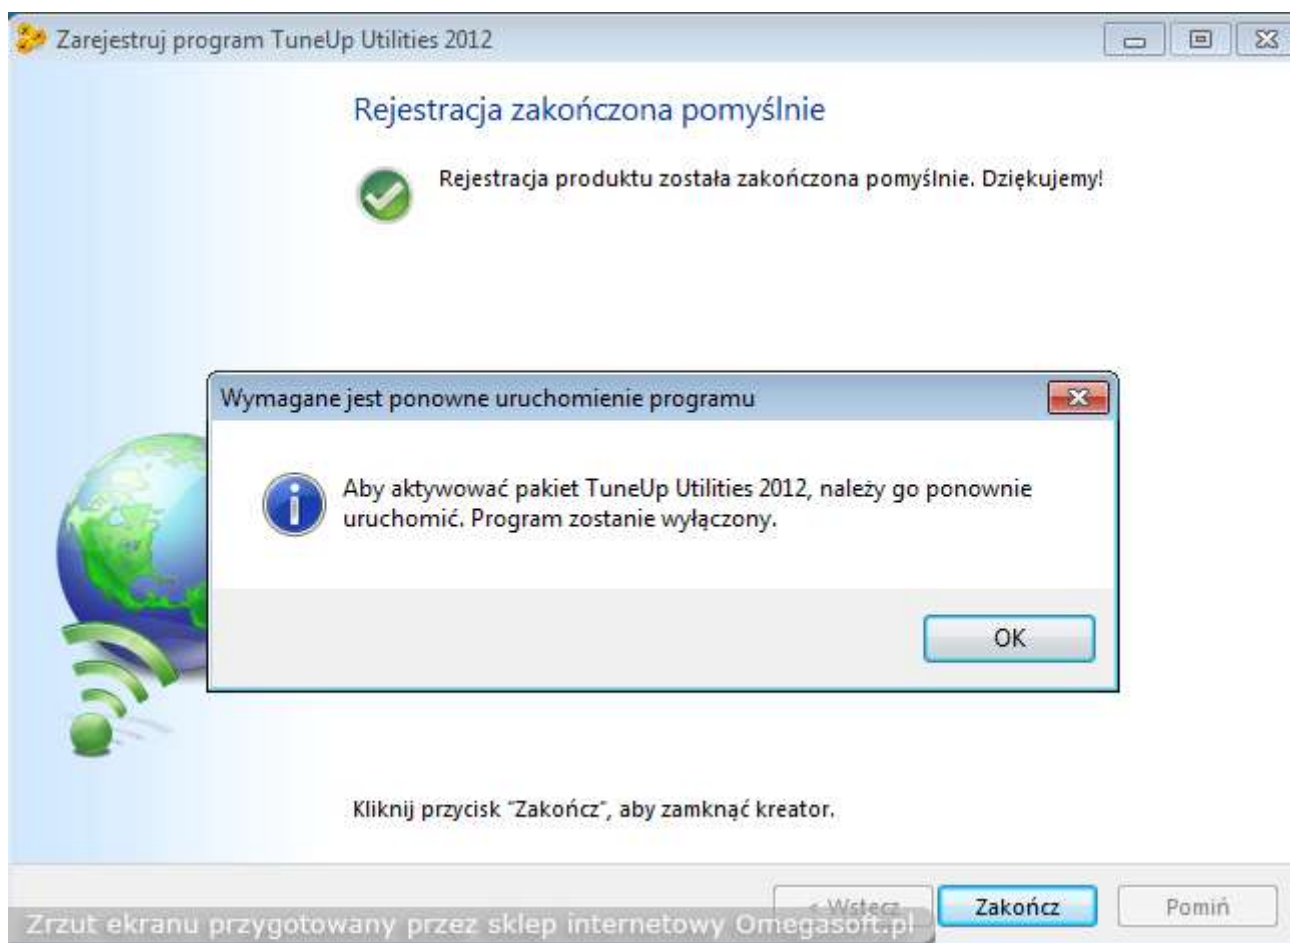 Zarejestruj program TuneUp Utilities 2012
Rejestracja zakończona pomyślnie
Rejestracja produktu została zakończona pomyślnie. Dziękujemy!
Wymagane jest ponowne uruchomienie programu
Aby aktywować pakiet TuneUp Utilities 2012, należy go ponownie
uruchomić. Program zostanie wyłączony.
OK
Kliknij przycisk "Zakończ", aby zamknąć kreator.
< Wstecz
Zakończ
Pomiń
Zrzut ekranu przygotowany przez sklep internetowy Omegasoft.pl